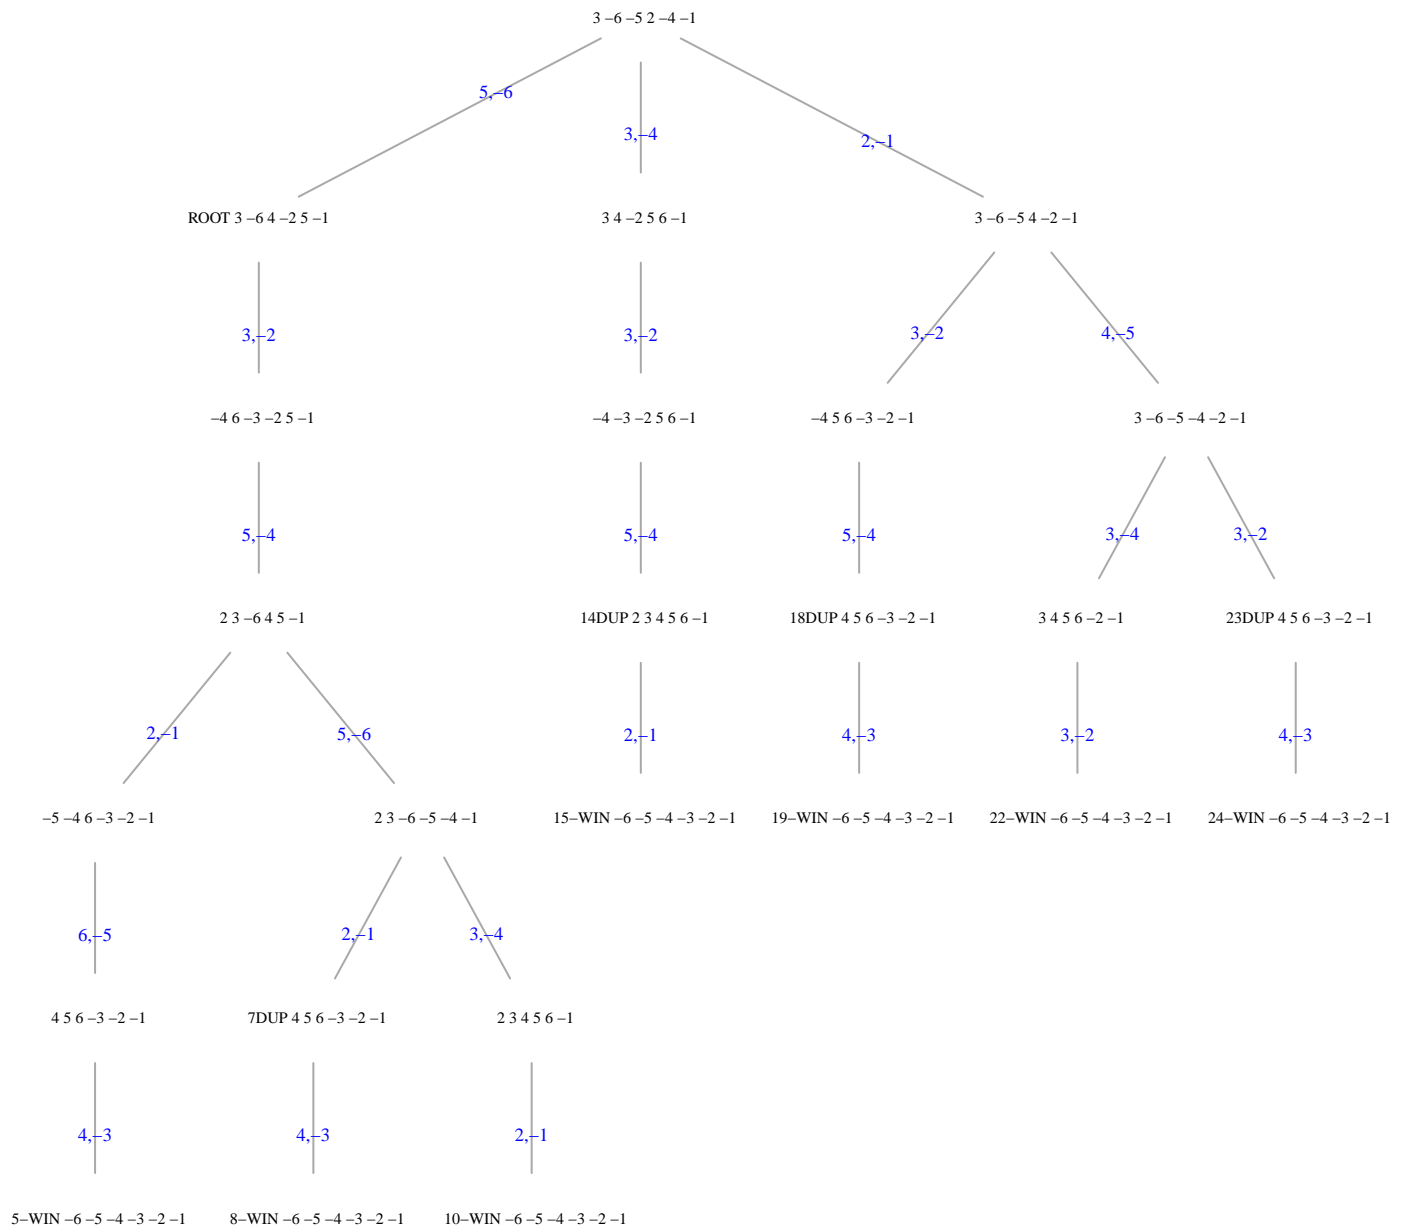 3 –6 –5 2 –4 –1
5,–6
3,–4
2,–1
ROOT 3 –6 4 –2 5 –1
3 4 –2 5 6 –1
3 –6 –5 4 –2 –1
3,–2
3,–2
3,–2
4,–5
–4 6 –3 –2 5 –1
–4 –3 –2 5 6 –1
–4 5 6 –3 –2 –1
3 –6 –5 –4 –2 –1
5,–4
5,–4
5,–4
3,–4
3,–2
2 3 –6 4 5 –1
14DUP 2 3 4 5 6 –1
18DUP 4 5 6 –3 –2 –1
3 4 5 6 –2 –1
23DUP 4 5 6 –3 –2 –1
2,–1
5,–6
2,–1
4,–3
3,–2
4,–3
–5 –4 6 –3 –2 –1
2 3 –6 –5 –4 –1
15–WIN –6 –5 –4 –3 –2 –1
19–WIN –6 –5 –4 –3 –2 –1
22–WIN –6 –5 –4 –3 –2 –1
24–WIN –6 –5 –4 –3 –2 –1
6,–5
2,–1
3,–4
4 5 6 –3 –2 –1
7DUP 4 5 6 –3 –2 –1
2 3 4 5 6 –1
4,–3
4,–3
2,–1
5–WIN –6 –5 –4 –3 –2 –1
8–WIN –6 –5 –4 –3 –2 –1
10–WIN –6 –5 –4 –3 –2 –1